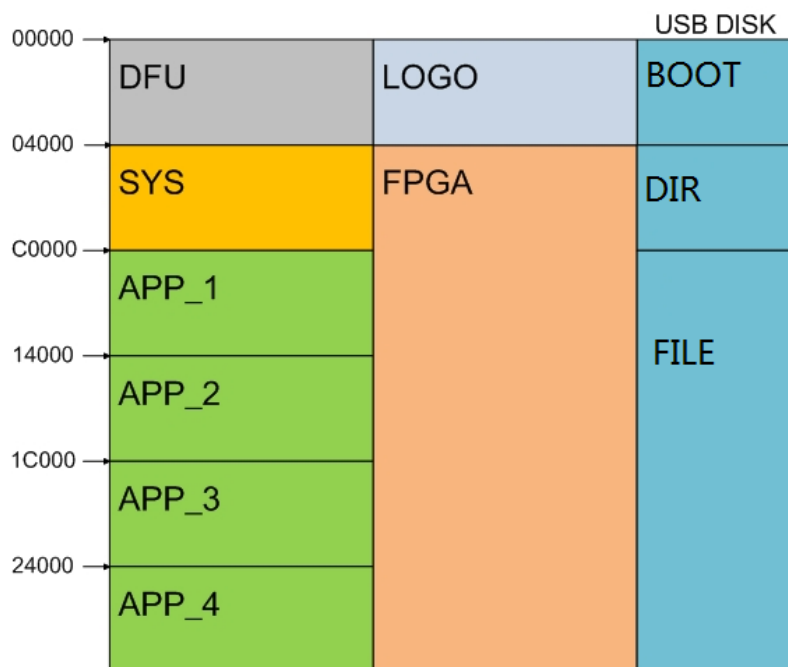 USB DISK
00000
DFU
LOGO
BOOT
04000
SYS
FPGA
DIR
C0000
APP_1
14000
FILE
APP_2
1C000
APP_3
24000
APP_4